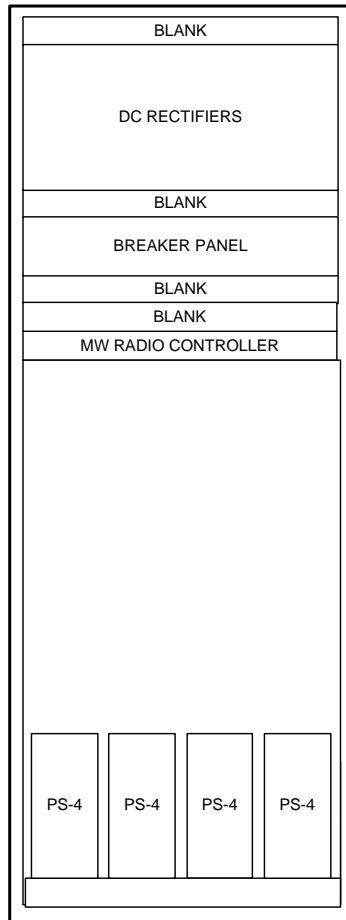 BLANK
DC RECTIFIERS
BLANK
BREAKER PANEL
BLANK
BLANK
MW RADIO CONTROLLER
PS-4 PS-4 PS-4 PS-4